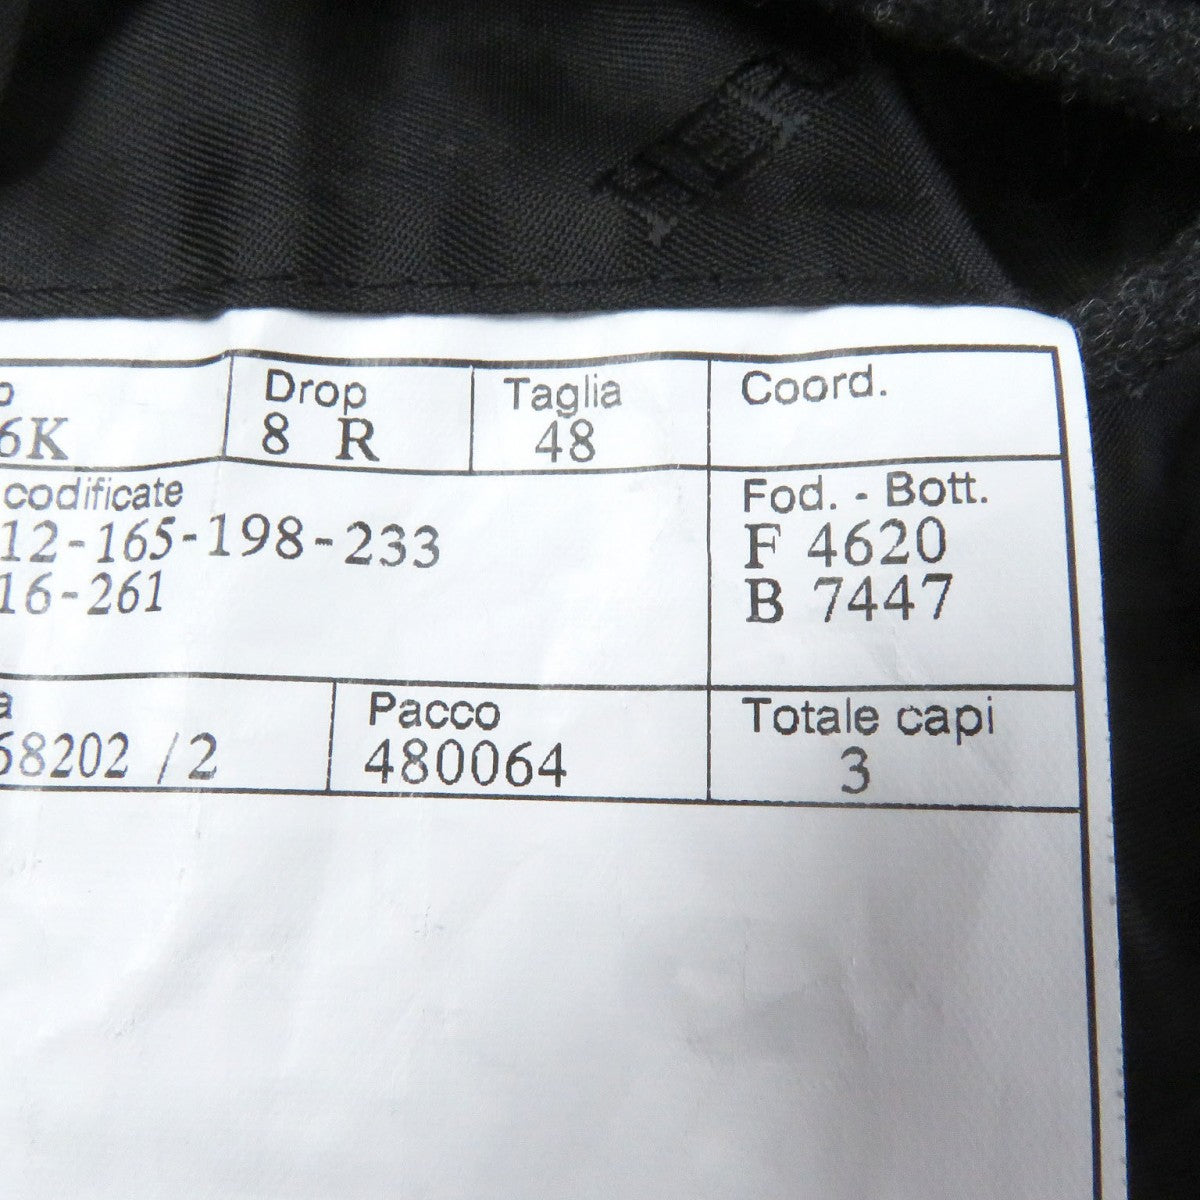 Drop Taglia Coord.
6K 8 R 48
codificate Fod. - Bott.
12-165-198-233 F 4620
16-261 B 7447
Pacco Totale capi
68202 /2 480064 3